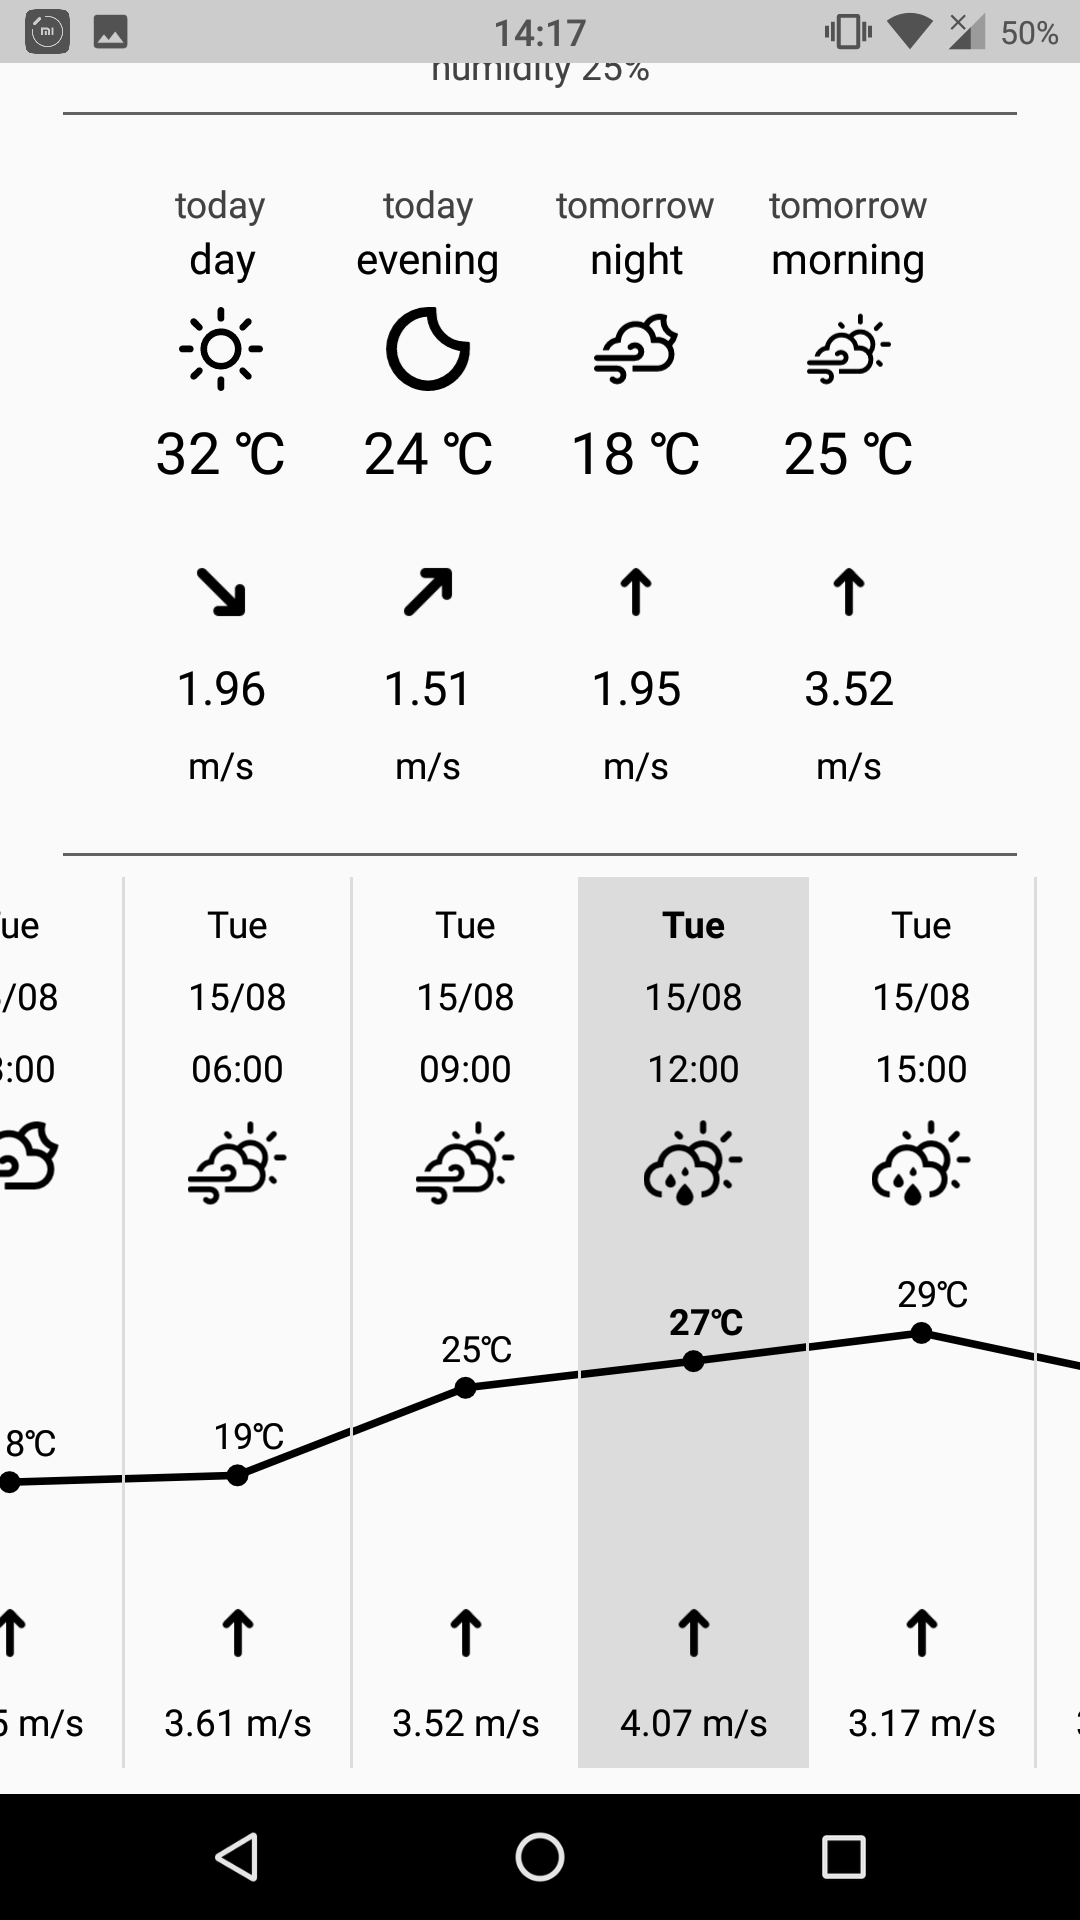 14:17 50%
humidity 25%
today today tomorrow tomorrow
day evening night morning
32 ℃ 24 ℃ 18 ℃ 25 ℃
1.96 1.51 1.95 3.52
m/s m/s m/s m/s
ue Tue Tue Tue Tue
/08 15/08 15/08 15/08 15/08
:00 06:00 09:00 12:00 15:00
29℃
27℃
25℃
19℃
8℃
5 m/s 3.61 m/s 3.52 m/s 4.07 m/s 3.17 m/s